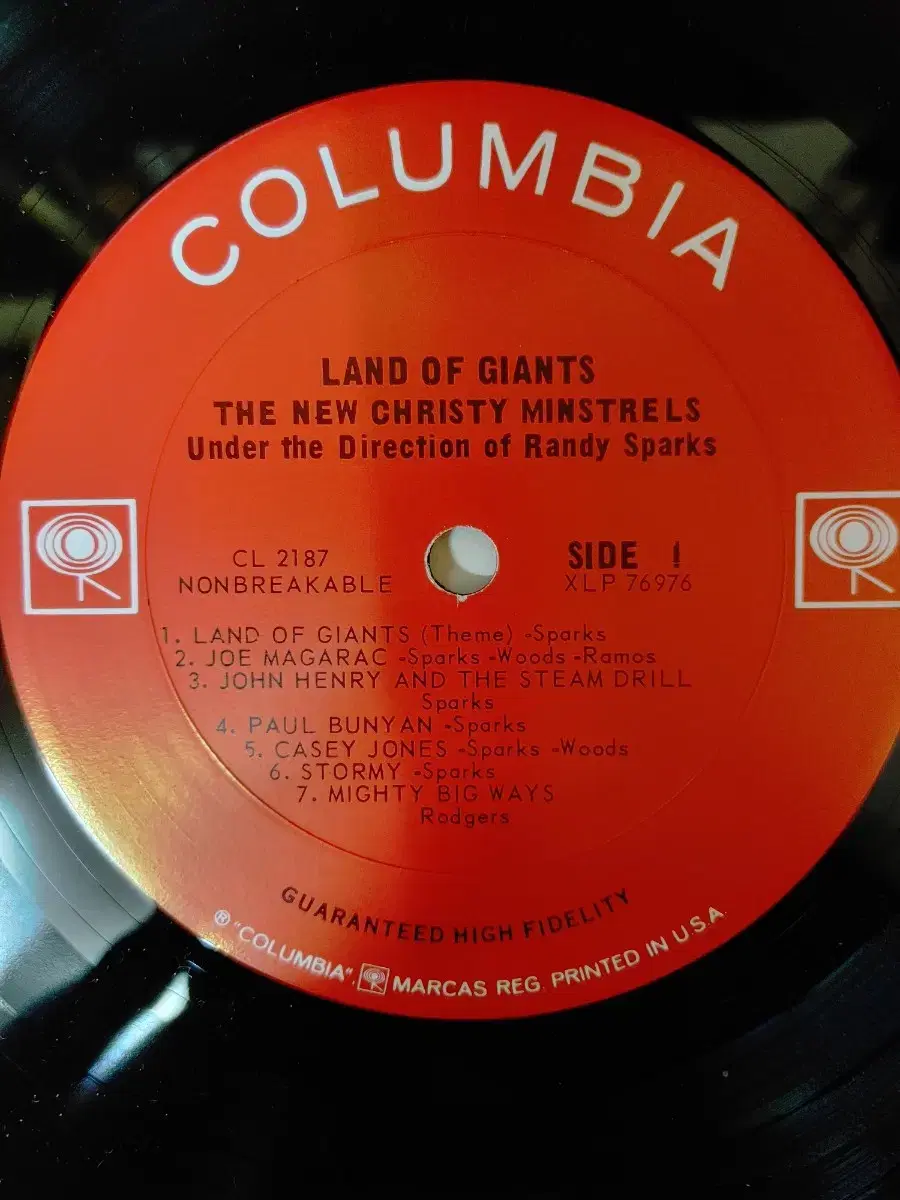 COLUMBIA
LAND OF GIANTS
THE NEW CHRISTY MINSTRELS
Under the Direction of Randy Sparks
CL 2187
NONBREAKABLE
SIDE 1
XLP 76976
1. LAND OF GIANTS (Theme) -Sparks
2. JOE MAGARAC -Sparks -Woods -Ramos
3. JOHN HENRY AND THE STEAM DRILL
Sparks
4. PAUL BUNYAN -Sparks
5. CASEY JONES -Sparks -Woods
6. STORMY -Sparks
7. MIGHTY BIG WAYS
Rodgers
GUARANTEED HIGH FIDELITY
® "COLUMBIA", MARCAS REG. PRINTED IN U.S.A.